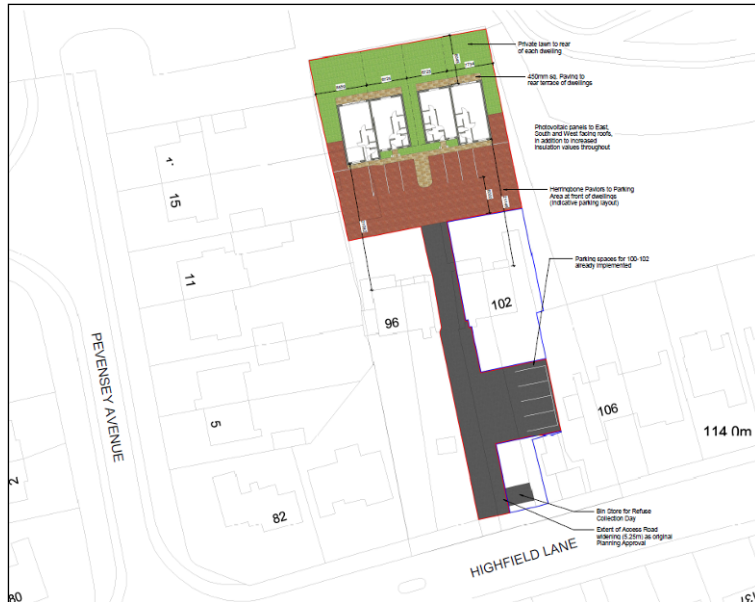 Private lawn to rear
of each dwelling
450mm sq. Paving to
rear terrace of dwellings
Photovoltaic panels to East,
South and West facing roofs,
in addition to increased
insulation values throughout
Herringbone Paviors to Parking
Area at front of dwellings
(indicative parking layout)
Parking spaces for 100-102
already implemented
15
11
96
102
PEVENSEY AVENUE
5
106
114.0m
2
82
Bin Store for Refuse
Collection Day
Extent of Access Road
widening (5.25m) as original
Planning Approval
HIGHFIELD LANE
80